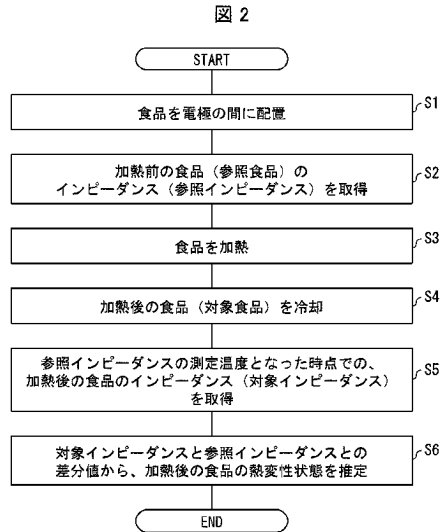 図 2
START
食品を電極の間に配置
S1
加熱前の食品（参照食品）の
インピーダンス（参照インピーダンス）を取得
S2
食品を加熱
S3
加熱後の食品（対象食品）を冷却
S4
参照インピーダンスの測定温度となった時点での、
加熱後の食品のインピーダンス（対象インピーダンス）
を取得
S5
対象インピーダンスと参照インピーダンスとの
差分値から、加熱後の食品の熱変性状態を推定
S6
END